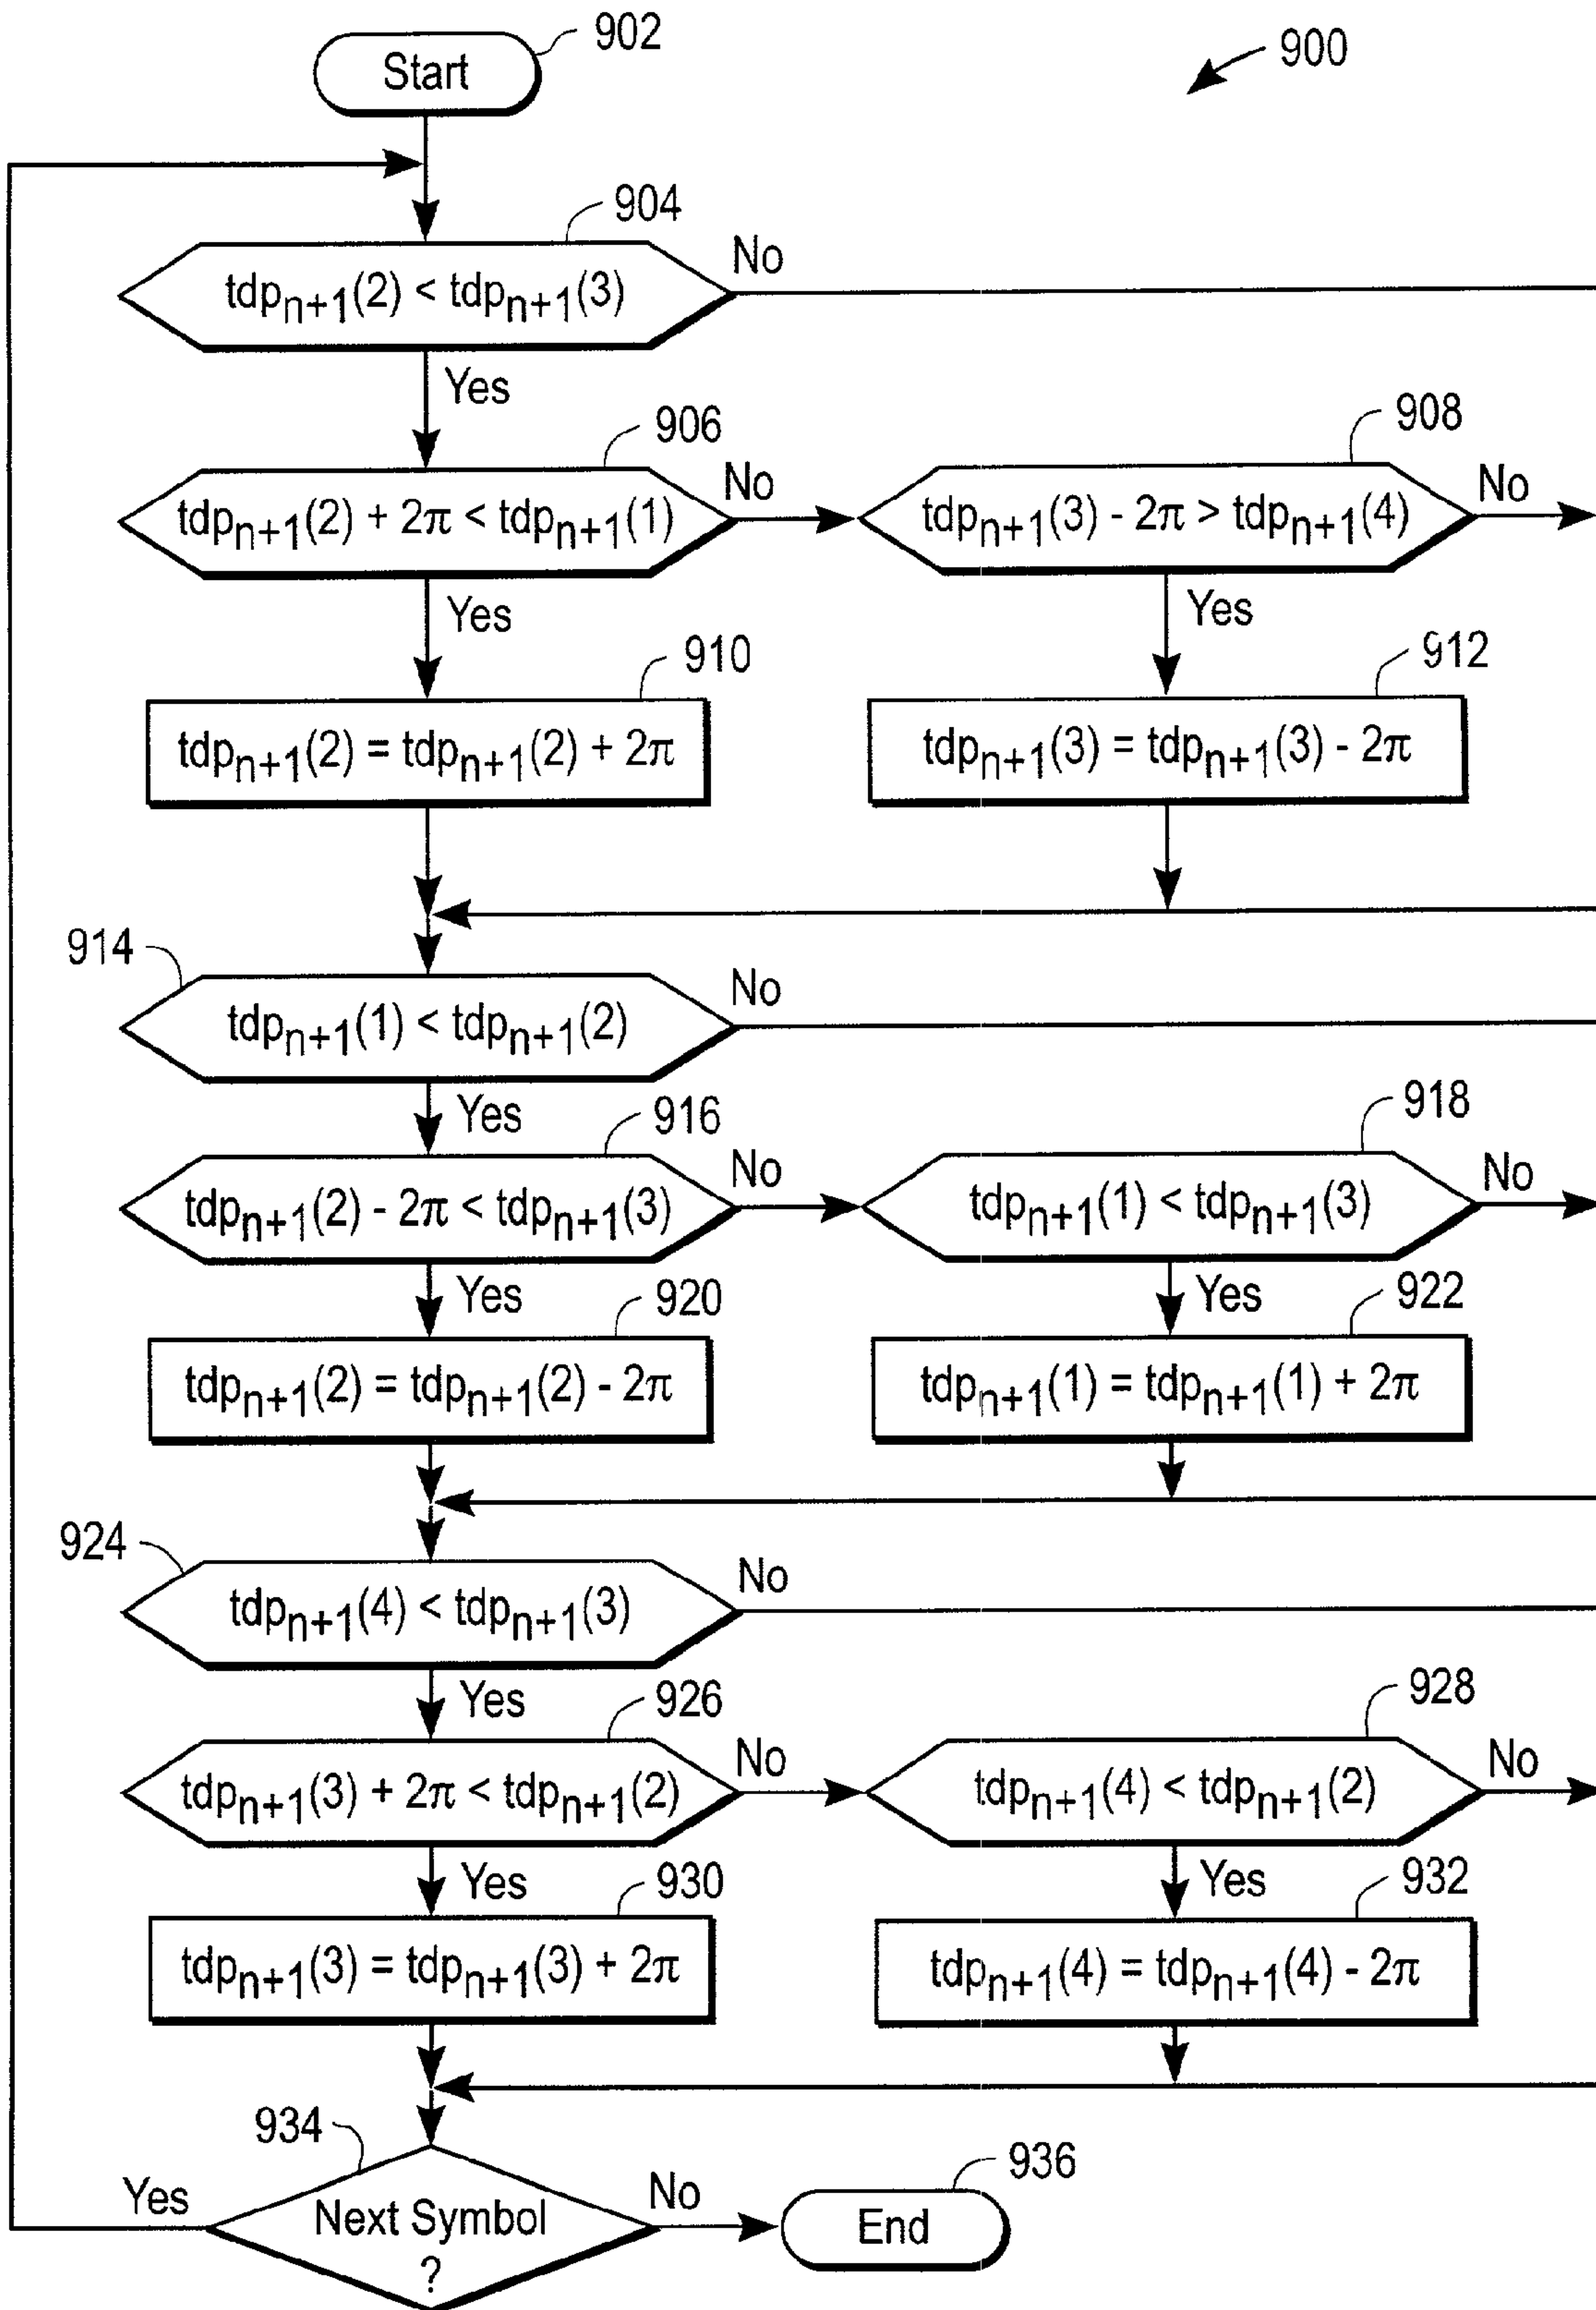 Start
902
900
904
tdpn+1(2) < tdpn+1(3)
No
Yes
906
tdpn+1(2) + 2π < tdpn+1(1)
No
908
tdpn+1(3) - 2π > tdpn+1(4)
No
Yes
Yes
910
tdpn+1(2) = tdpn+1(2) + 2π
912
tdpn+1(3) = tdpn+1(3) - 2π
914
tdpn+1(1) < tdpn+1(2)
No
Yes
916
tdpn+1(2) - 2π < tdpn+1(3)
No
918
tdpn+1(1) < tdpn+1(3)
No
Yes
Yes
920
tdpn+1(2) = tdpn+1(2) - 2π
922
tdpn+1(1) = tdpn+1(1) + 2π
924
tdpn+1(4) < tdpn+1(3)
No
Yes
926
tdpn+1(3) + 2π < tdpn+1(2)
No
928
tdpn+1(4) < tdpn+1(2)
No
Yes
Yes
930
tdpn+1(3) = tdpn+1(3) + 2π
932
tdpn+1(4) = tdpn+1(4) - 2π
934
Yes
Next Symbol
?
No
936
End